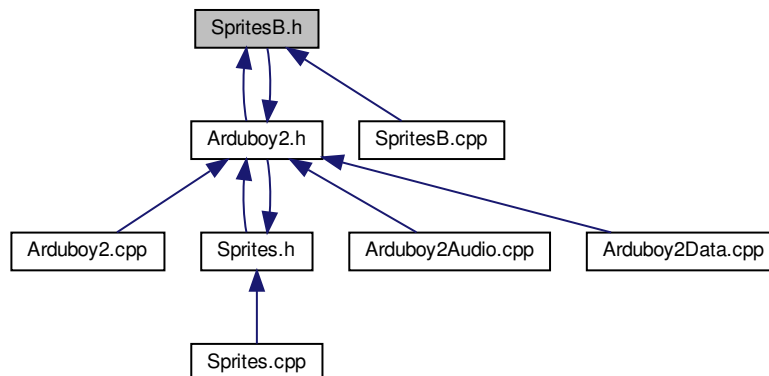 SpritesB.h
Arduboy2.h
SpritesB.cpp
Arduboy2.cpp
Sprites.h
Arduboy2Audio.cpp
Arduboy2Data.cpp
Sprites.cpp